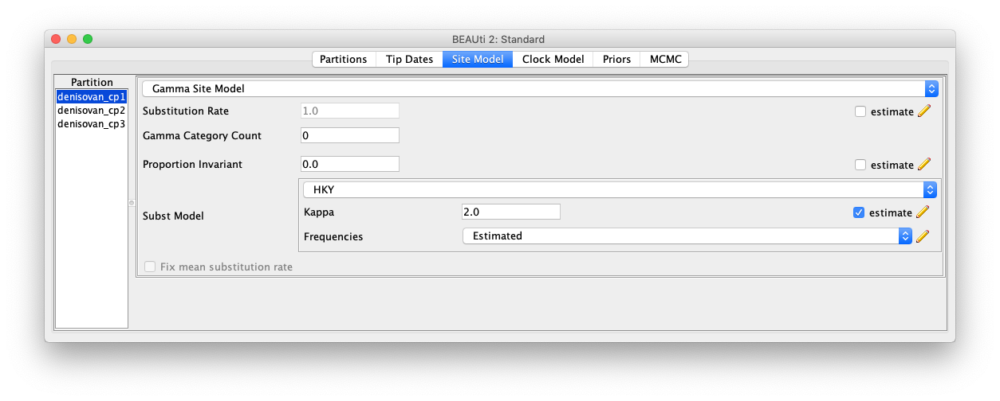 BEAUti 2: Standard
Partitions Tip Dates Site Model Clock Model Priors MCMC
Partition
denisovan_cp1
denisovan_cp2
denisovan_cp3
Gamma Site Model
Substitution Rate 1.0 estimate
Gamma Category Count 0
Proportion Invariant 0.0 estimate
Subst Model
HKY
Kappa 2.0 estimate
Frequencies Estimated
Fix mean substitution rate